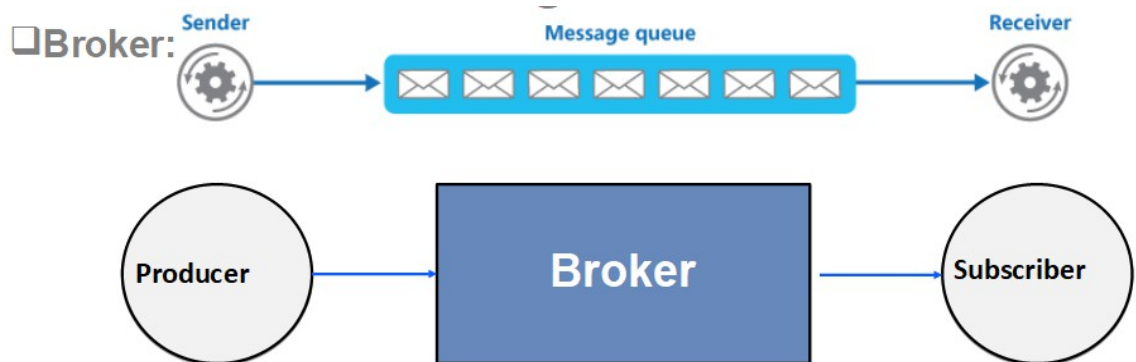 ❑Broker:
Sender
Message queue
Receiver
Producer
Broker
Subscriber